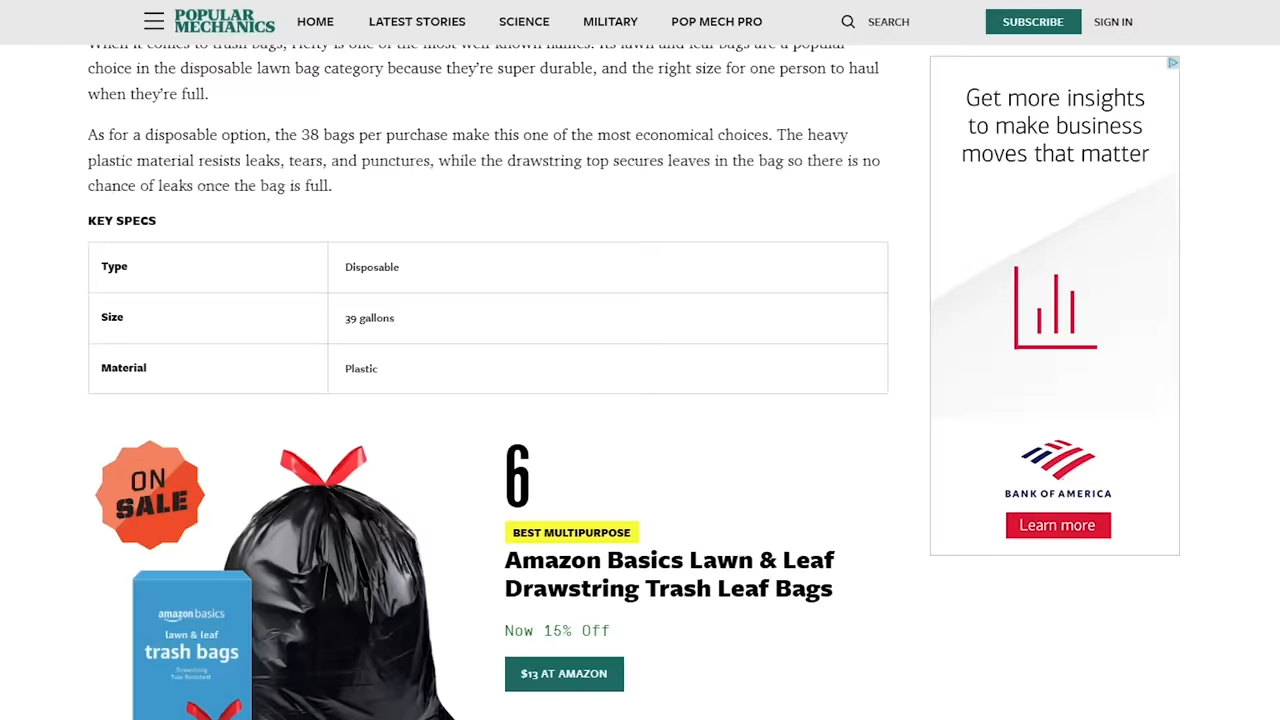 POPULAR
MECHANICS
HOME
LATEST STORIES
SCIENCE
MILITARY
POP MECH PRO
SEARCH
SUBSCRIBE
SIGN IN
When it comes to trash bags, Hefty is one of the most well-known names. Its lawn and leaf bags are a popular
choice in the disposable lawn bag category because they're super durable, and the right size for one person to haul
when they're full.
As for a disposable option, the 38 bags per purchase make this one of the most economical choices. The heavy
plastic material resists leaks, tears, and punctures, while the drawstring top secures leaves in the bag so there is no
chance of leaks once the bag is full.
KEY SPECS
Type
Disposable
Size
39 gallons
Material
Plastic
ON
SALE
amazonbasics
lawn & leaf
trash bags
Drawstring
Tear Resistant
6
BEST MULTIPURPOSE
Amazon Basics Lawn & Leaf
Drawstring Trash Leaf Bags
Now 15% Off
$13 AT AMAZON
Get more insights
to make business
moves that matter
BANK OF AMERICA
Learn more